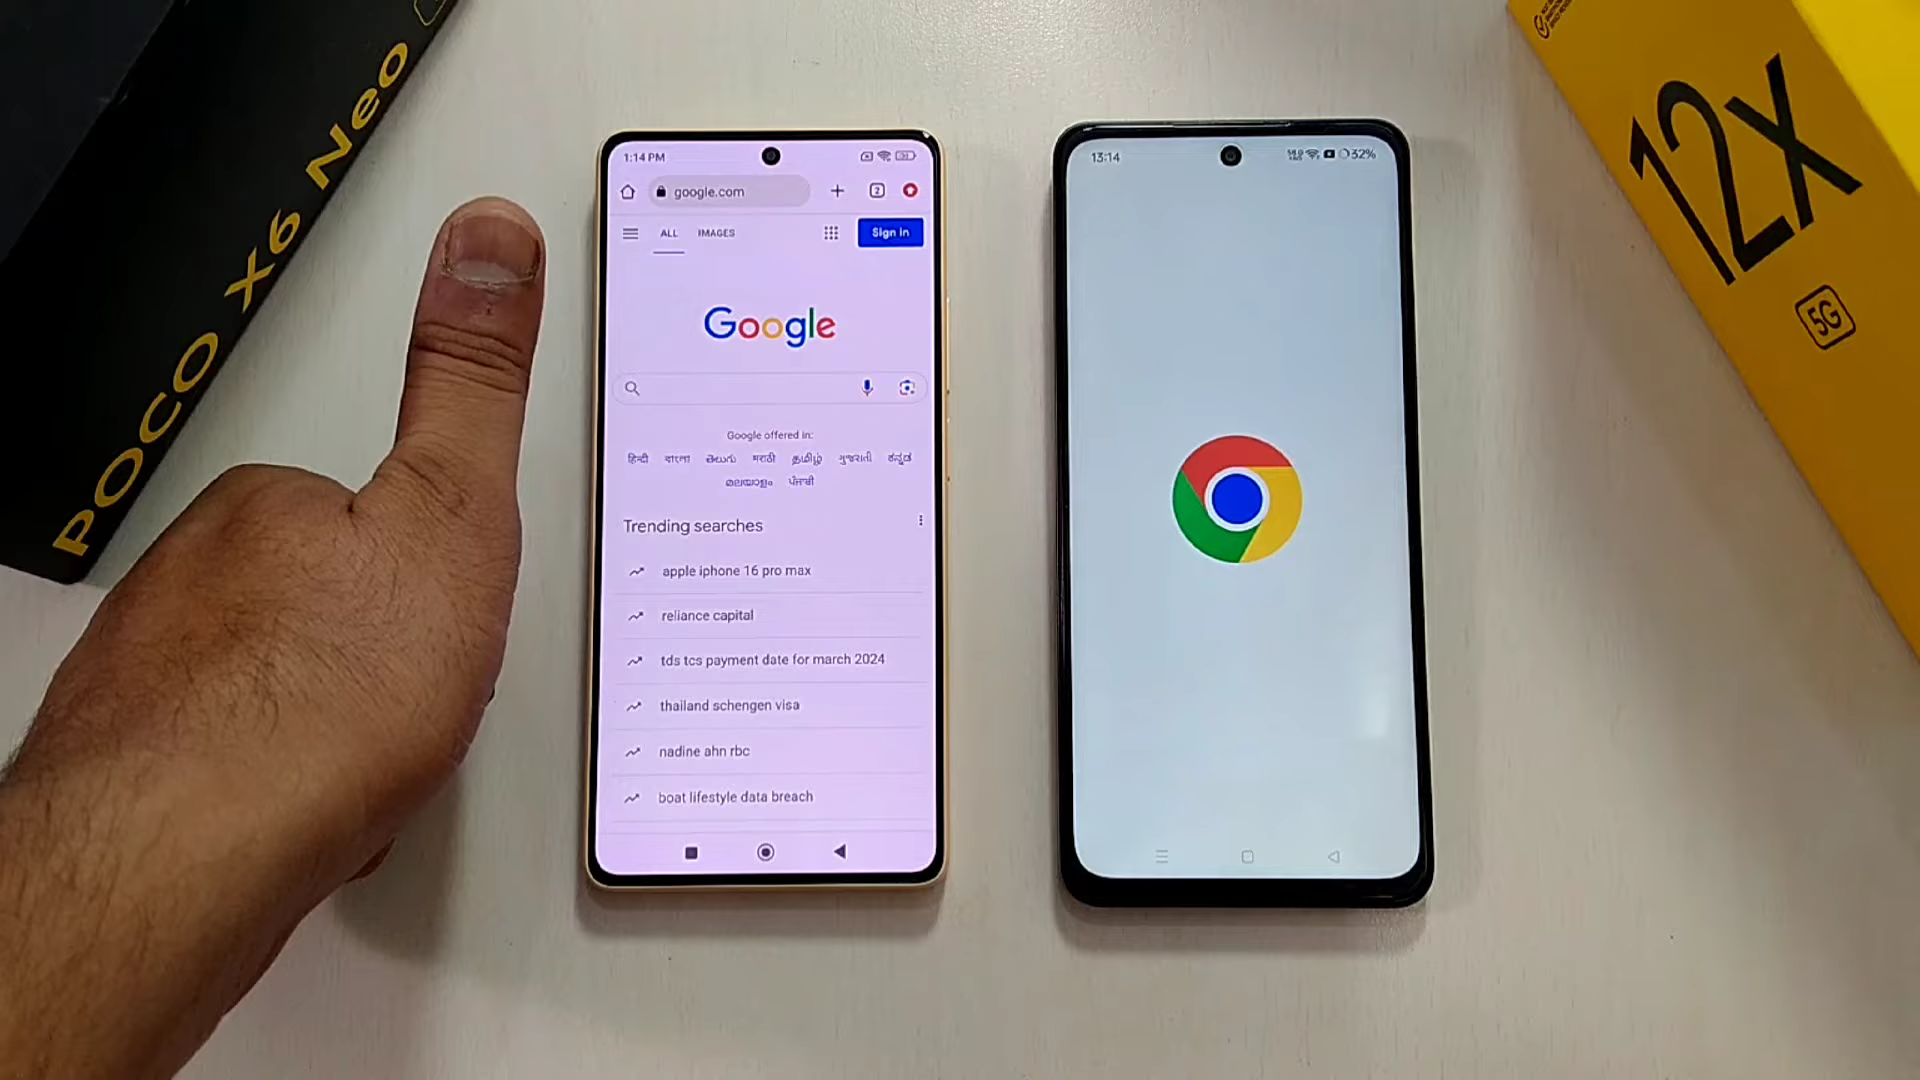 POCO X6 Neo
1:14 PM
google.com
2
ALL IMAGES
Sign in
Google
Google offered in:
हिन्दी বাংলা తెలుగు मराठी தமிழ் ગુજરાતી ಕನ್ನಡ
മലയാളം ਪੰਜਾਬੀ
Trending searches
apple iphone 16 pro max
reliance capital
tds tcs payment date for march 2024
thailand schengen visa
nadine ahn rbc
boat lifestyle data breach
13:14
32%
12x
5G